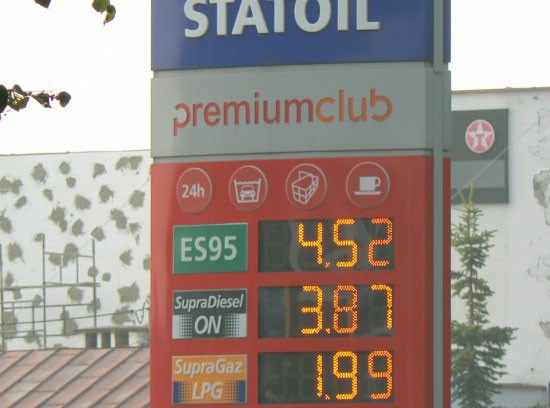 STATOIL
premiumclub
24h
ES95 4.52
SupraDiesel
ON 3.87
SupraGaz
LPG 1.99